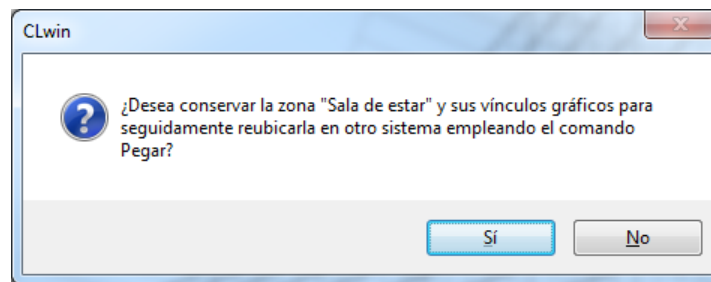 CLwin
¿Desea conservar la zona "Sala de estar" y sus vínculos gráficos para
seguidamente reubicarla en otro sistema empleando el comando
Pegar?
Sí
No